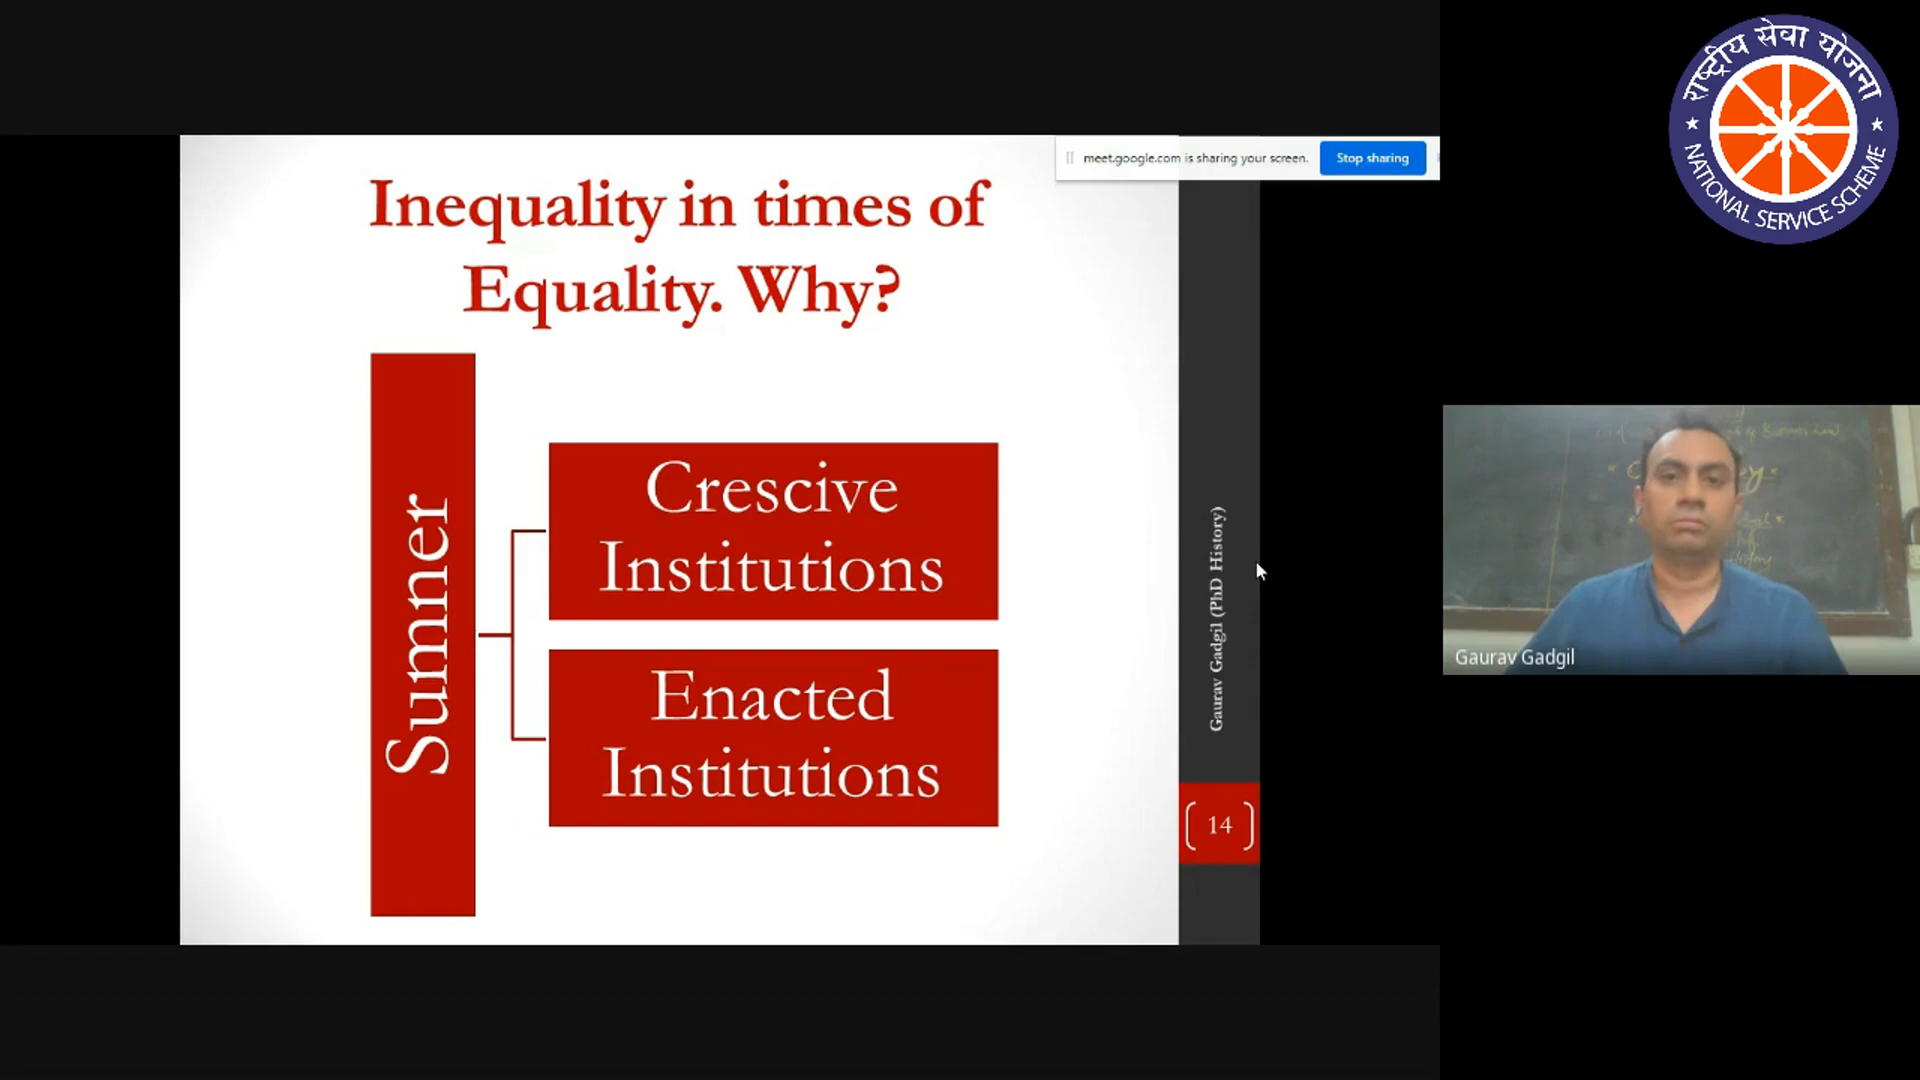 Inequality in times of
Equality. Why?
Sumner
Crescive
Institutions
Enacted
Institutions
Gaurav Gadgil (PhD History)
14
meet.google.com is sharing your screen.
Stop sharing
राष्ट्रीय सेवा योजना
NATIONAL SERVICE SCHEME
History
Gaurav Gadgil